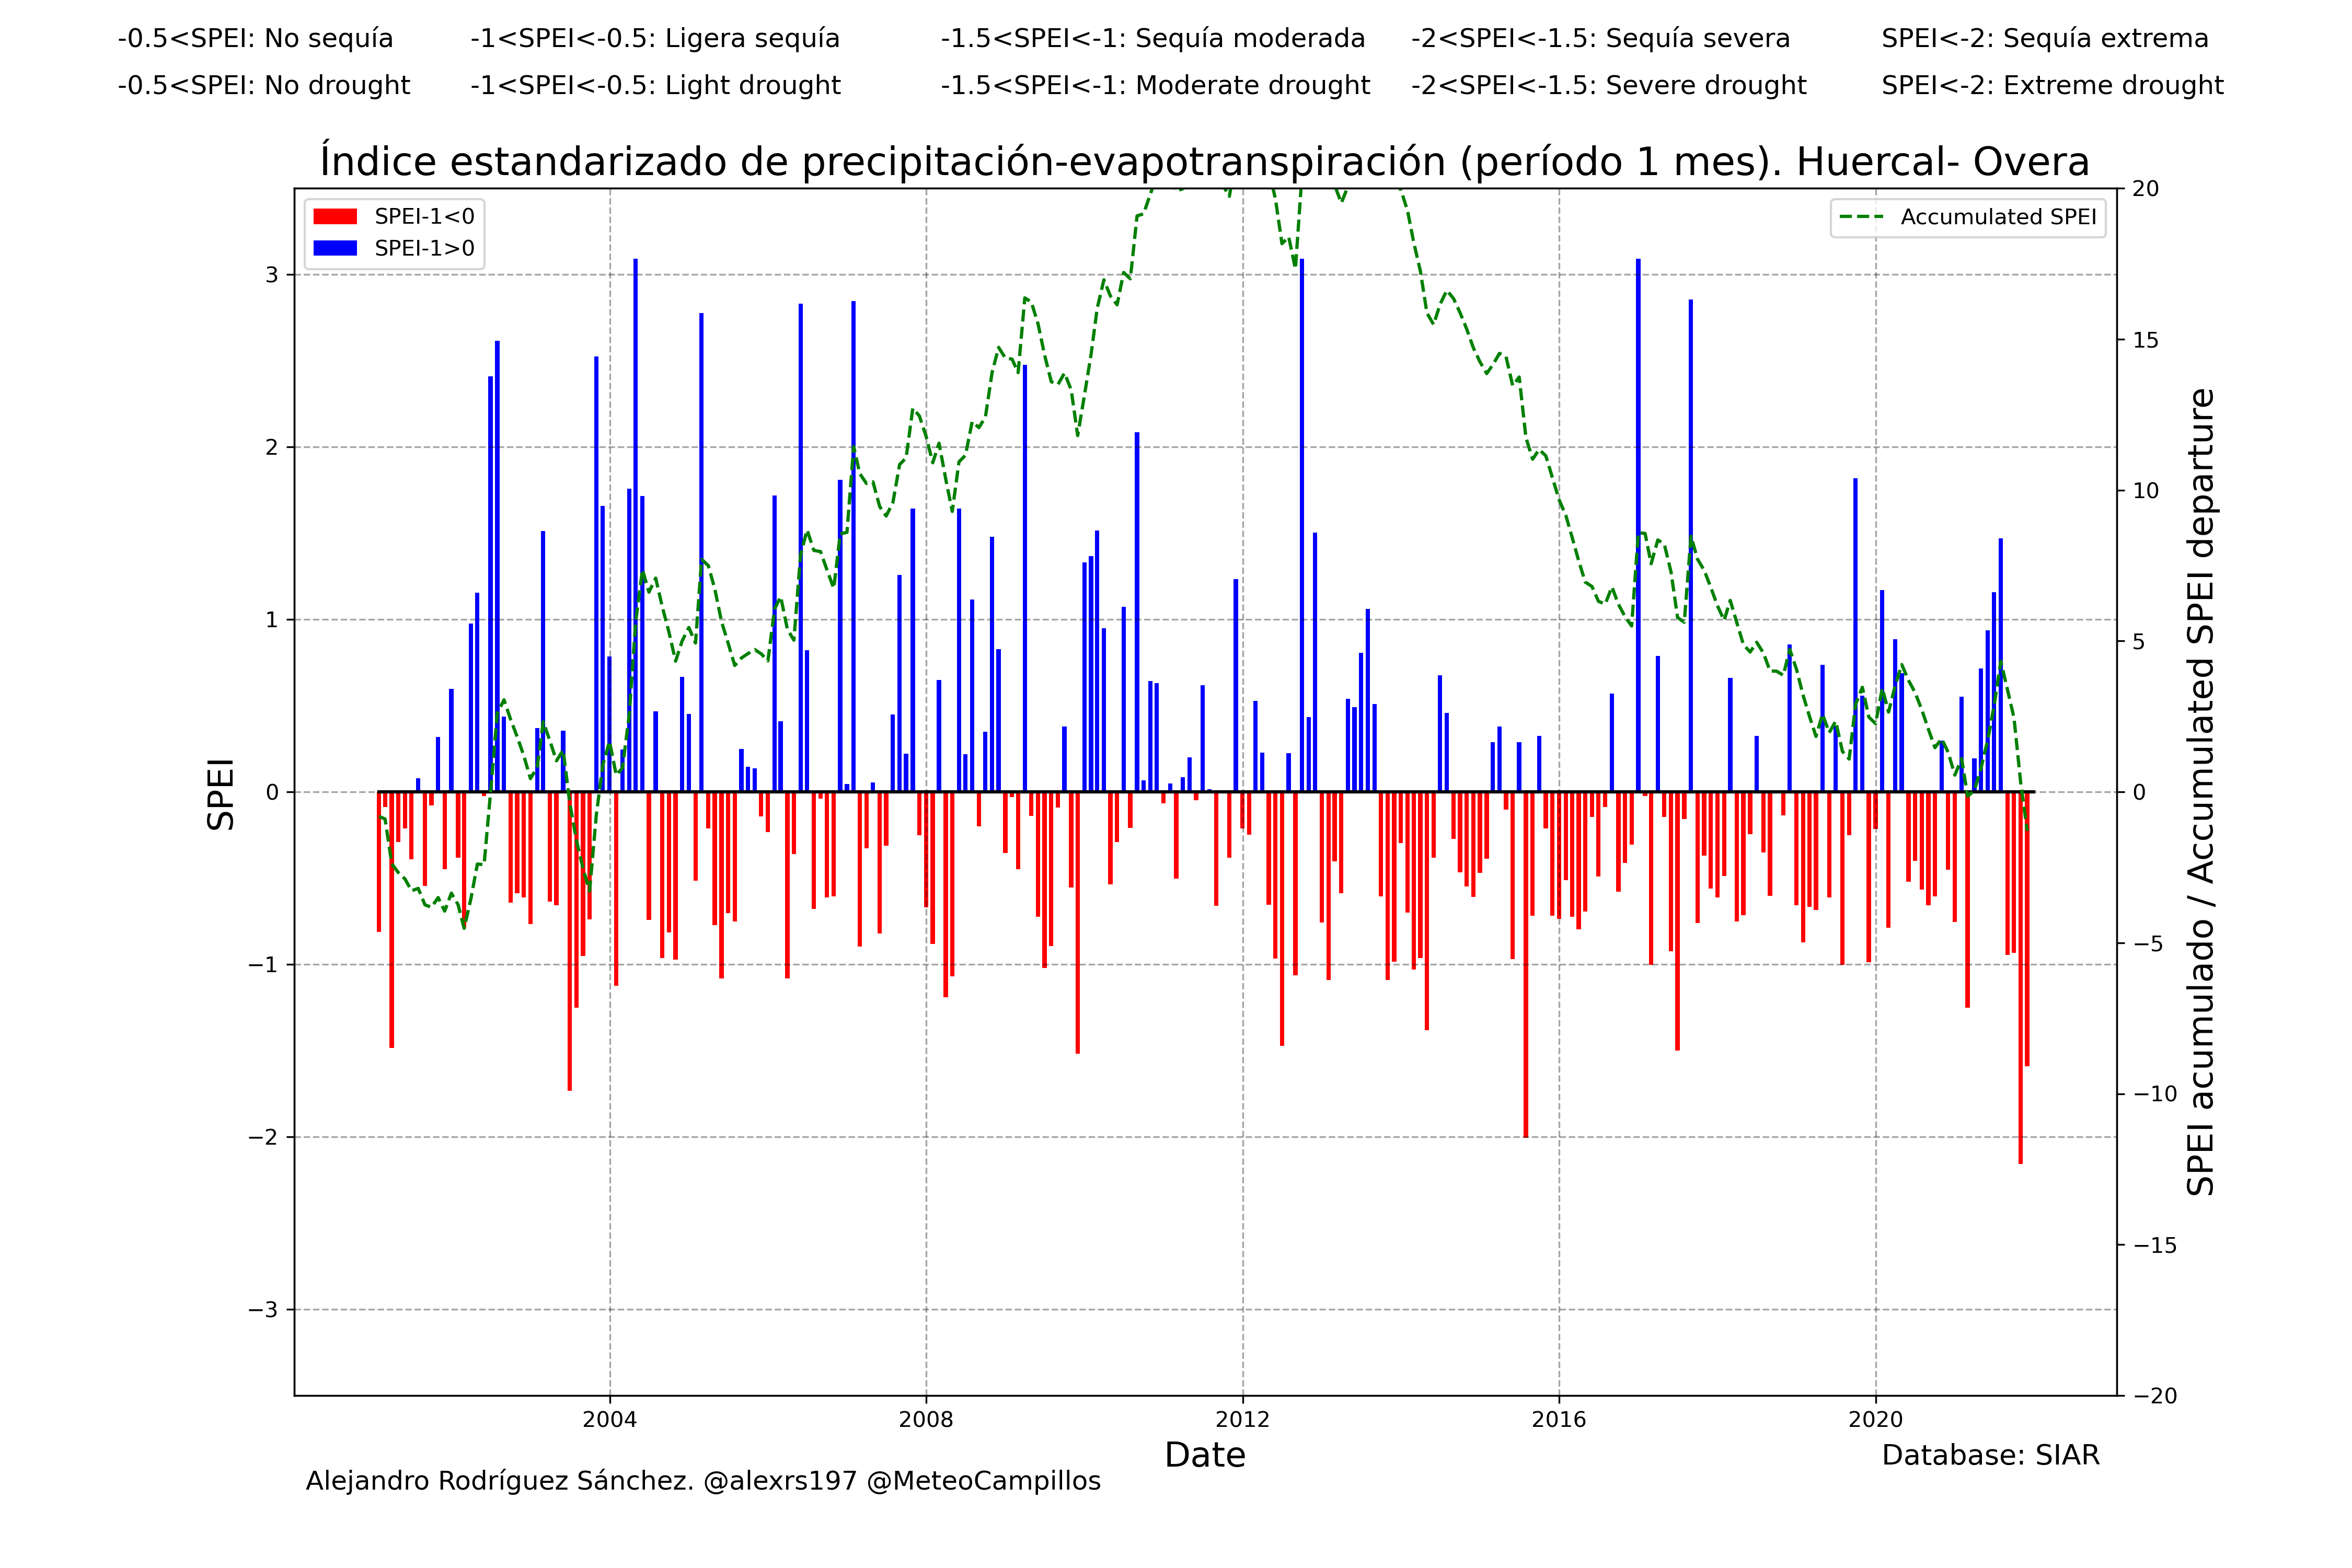 -0.5<SPEI: No sequía -1<SPEI<-0.5: Ligera sequía -1.5<SPEI<-1: Sequía moderada -2<SPEI<-1.5: Sequía severa SPEI<-2: Sequía extrema
-0.5<SPEI: No drought -1<SPEI<-0.5: Light drought -1.5<SPEI<-1: Moderate drought -2<SPEI<-1.5: Severe drought SPEI<-2: Extreme drought
Índice estandarizado de precipitación-evapotranspiración (período 1 mes). Huercal- Overa
SPEI-1<0
SPEI-1>0
Accumulated SPEI
SPEI
3
2
1
0
−1
−2
−3
20
15
10
5
0
−5
−10
−15
−20
SPEI acumulado / Accumulated SPEI departure
2004 2008 2012 2016 2020
Date
Database: SIAR
Alejandro Rodríguez Sánchez. @alexrs197 @MeteoCampillos